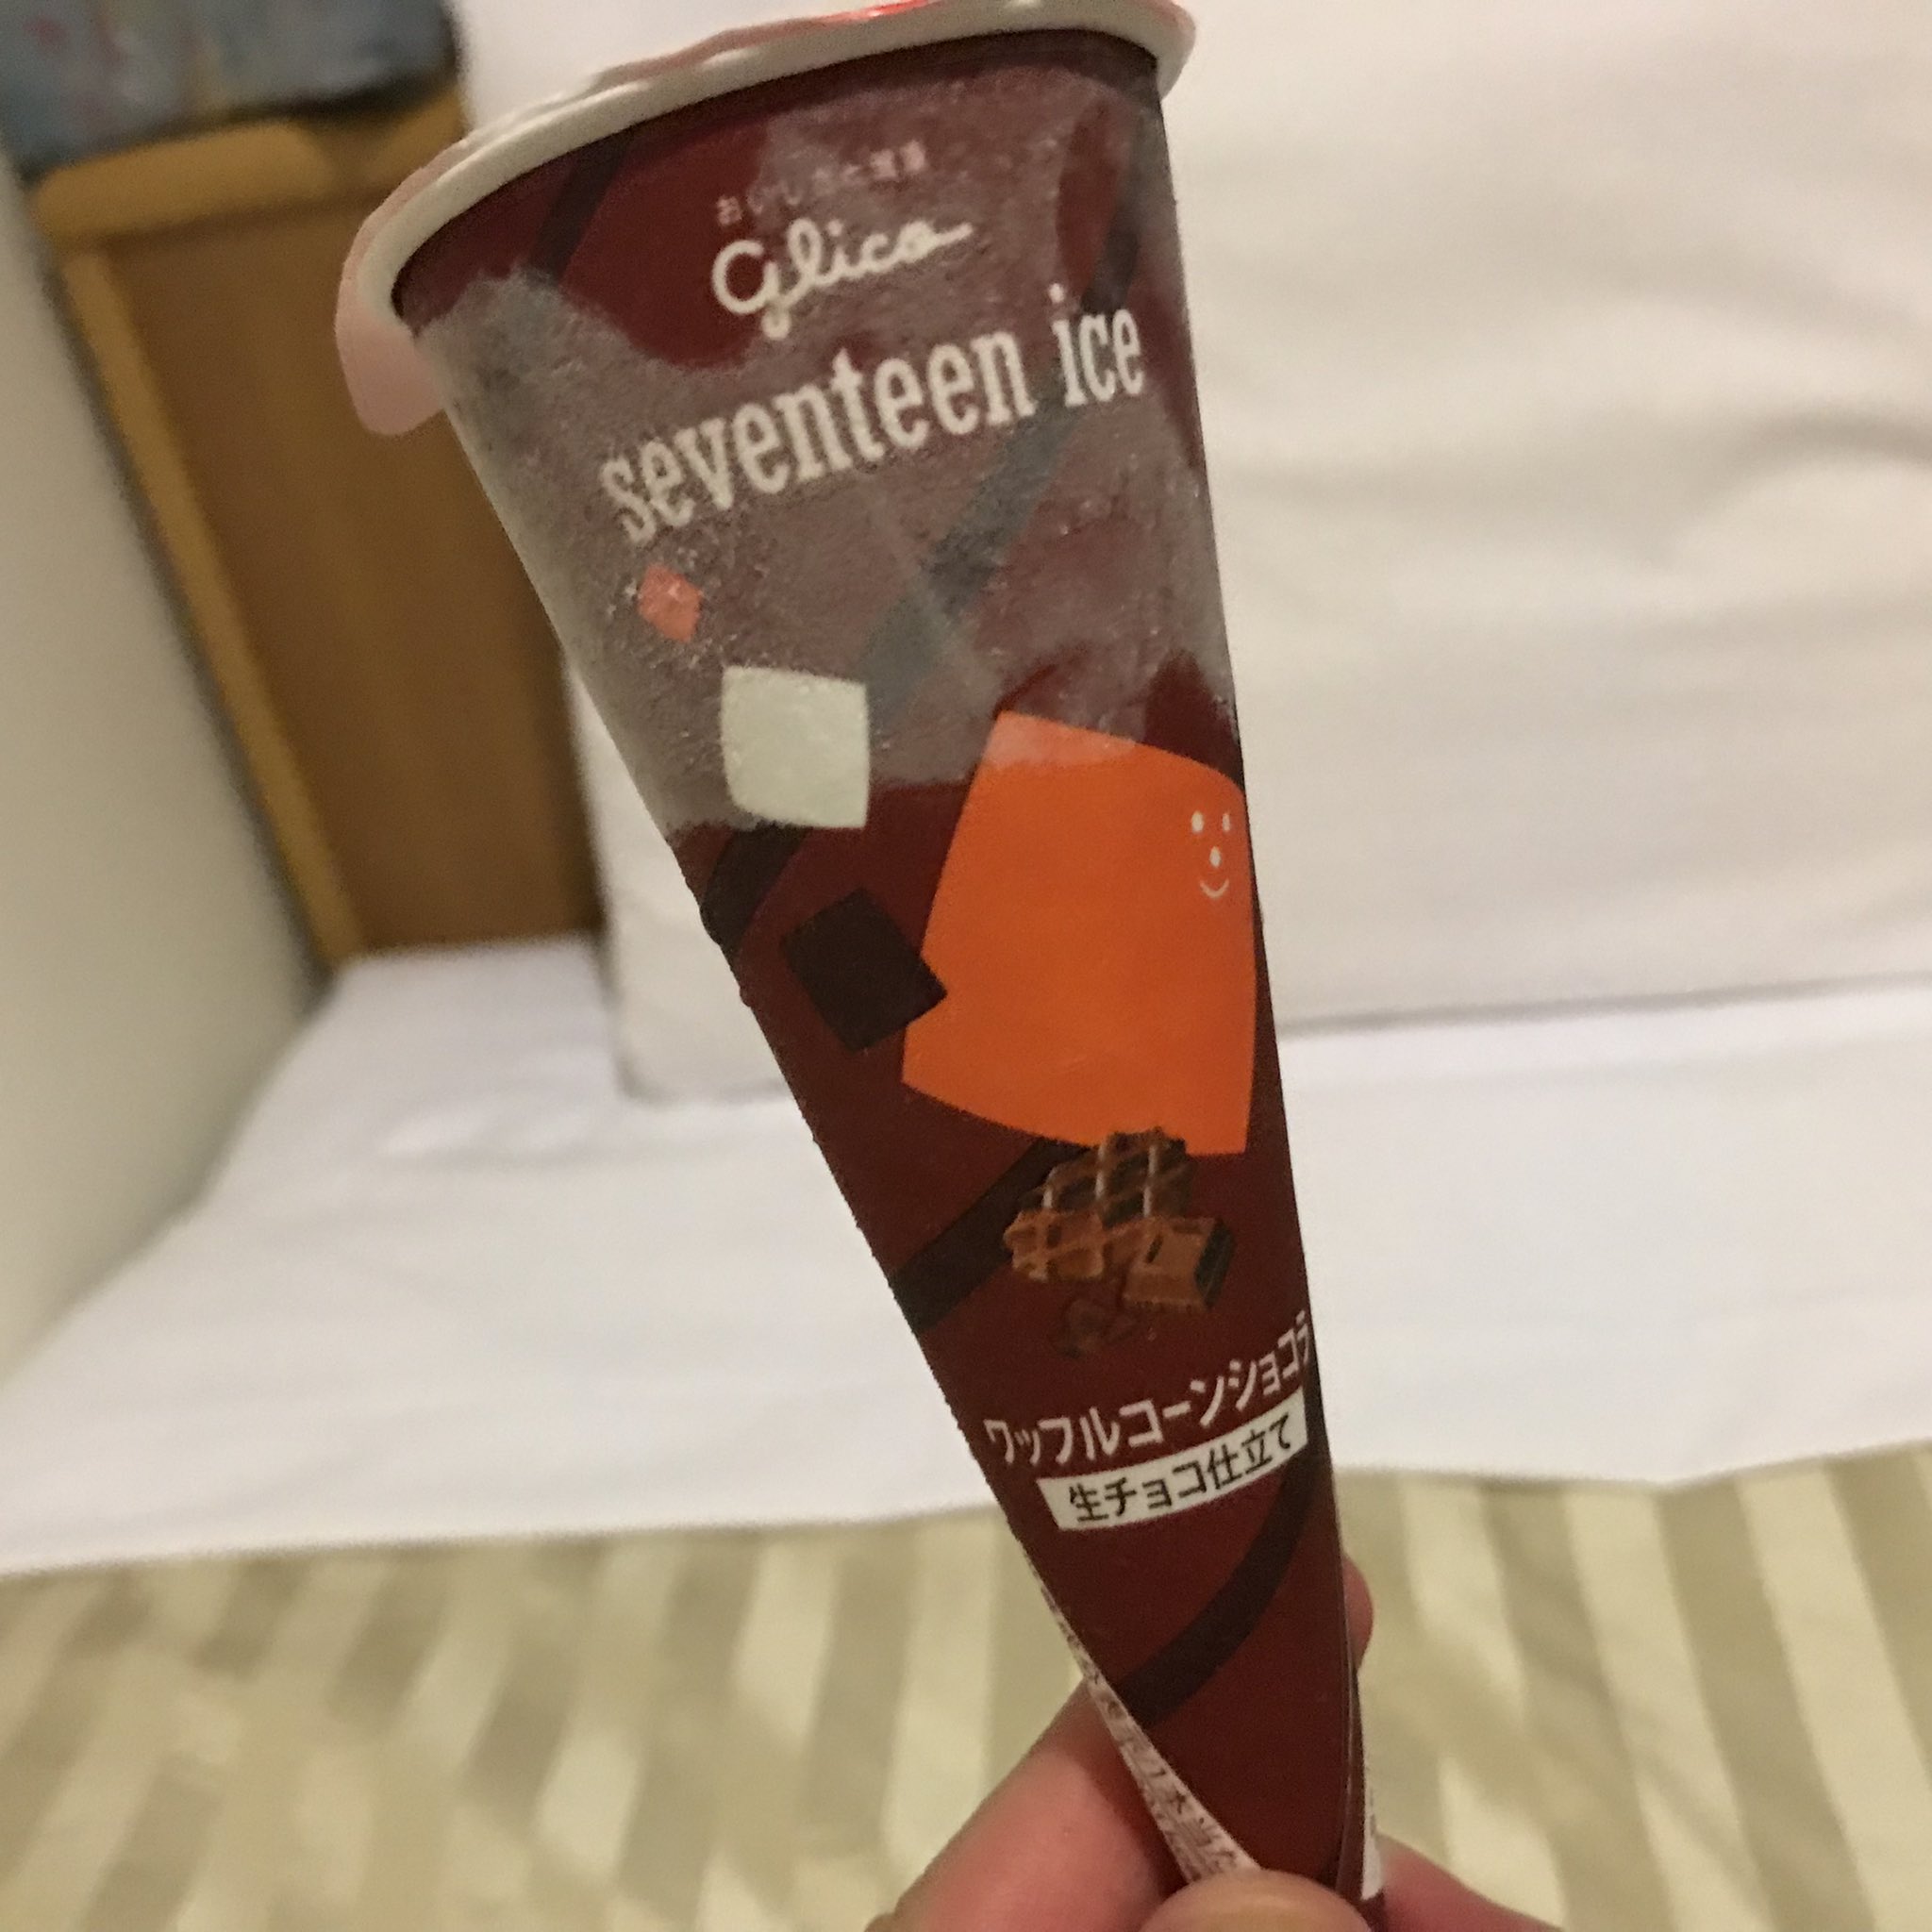 おいしさと健康
Glico
seventeen ice
ワッフルコーンショコラ
生チョコ仕立て